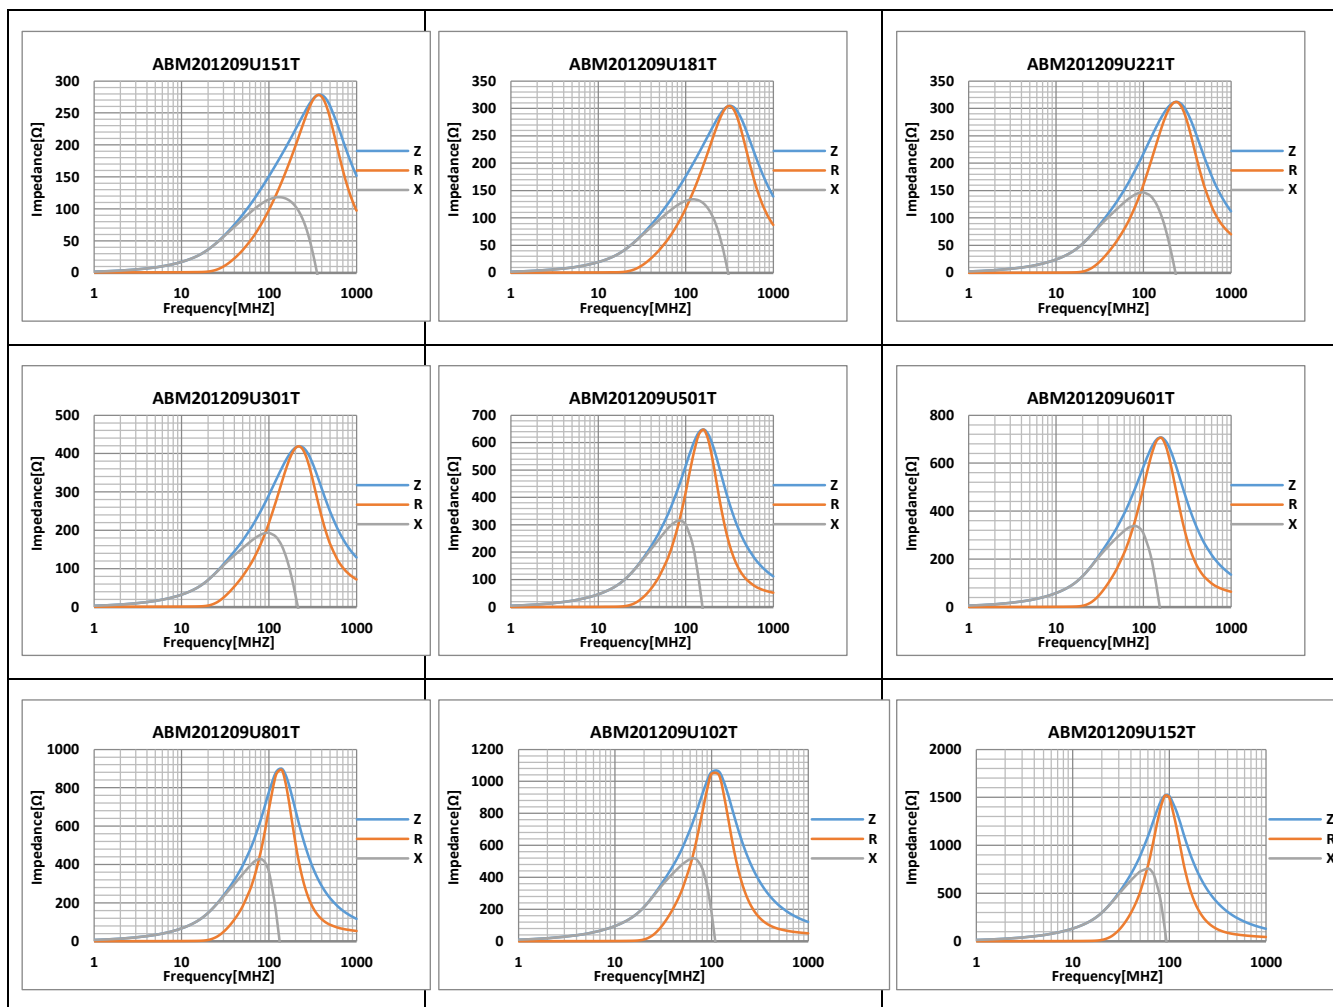 ABM201209U151T
300
250
200
150
100
50
0
1 10 100 1000
Impedance[Ω]
Frequency[MHZ]
Z
R
X
ABM201209U181T
350
300
250
200
150
100
50
0
1 10 100 1000
Impedance[Ω]
Frequency[MHZ]
Z
R
X
ABM201209U221T
350
300
250
200
150
100
50
0
1 10 100 1000
Impedance[Ω]
Frequency[MHZ]
Z
R
X
ABM201209U301T
500
400
300
200
100
0
1 10 100 1000
Impedance[Ω]
Frequency[MHZ]
Z
R
X
ABM201209U501T
700
600
500
400
300
200
100
0
1 10 100 1000
Impedance[Ω]
Frequency[MHZ]
Z
R
X
ABM201209U601T
800
600
400
200
0
1 10 100 1000
Impedance[Ω]
Frequency[MHZ]
Z
R
X
ABM201209U801T
1000
800
600
400
200
0
1 10 100 1000
Impedance[Ω]
Frequency[MHZ]
Z
R
X
ABM201209U102T
1200
1000
800
600
400
200
0
1 10 100 1000
Impedance[Ω]
Frequency[MHZ]
Z
R
X
ABM201209U152T
2000
1500
1000
500
0
1 10 100 1000
Impedance[Ω]
Frequency[MHZ]
Z
R
X